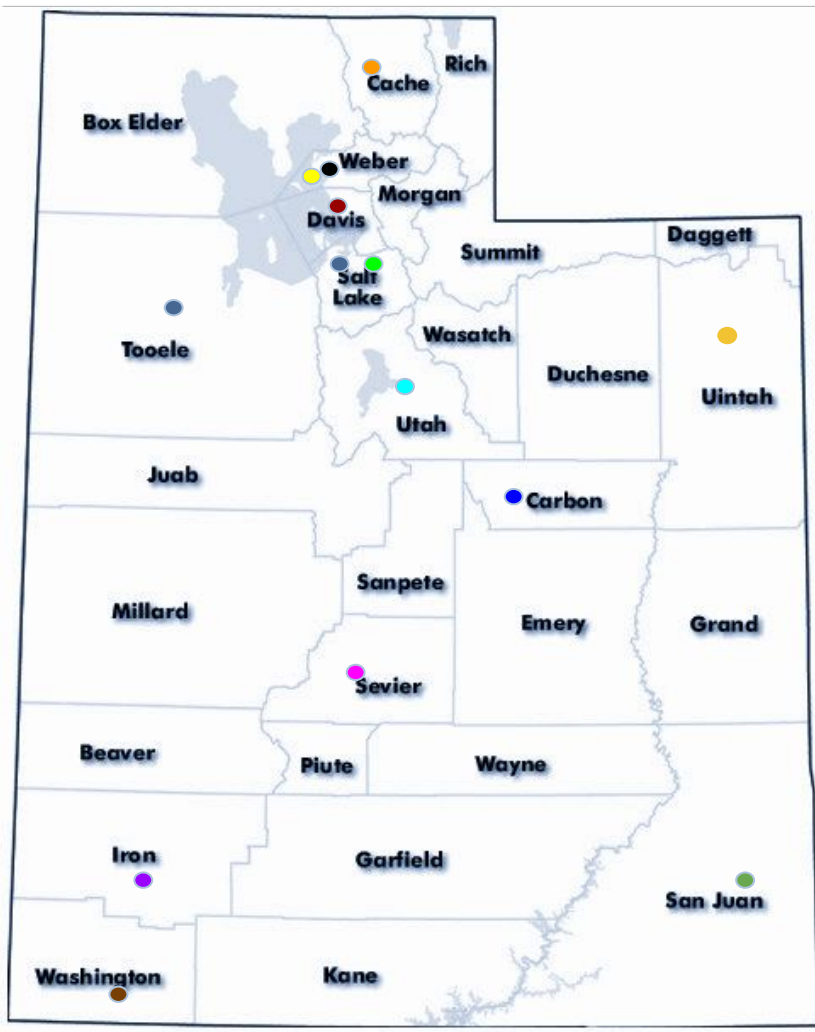 Rich
Cache
Box Elder
Weber
Morgan
Davis
Daggett
Summit
Salt
Lake
Wasatch
Tooele
Duchesne
Uintah
Utah
Juab
Carbon
Sanpete
Millard
Emery
Grand
Sevier
Beaver
Piute
Wayne
Iron
Garfield
San Juan
Washington
Kane